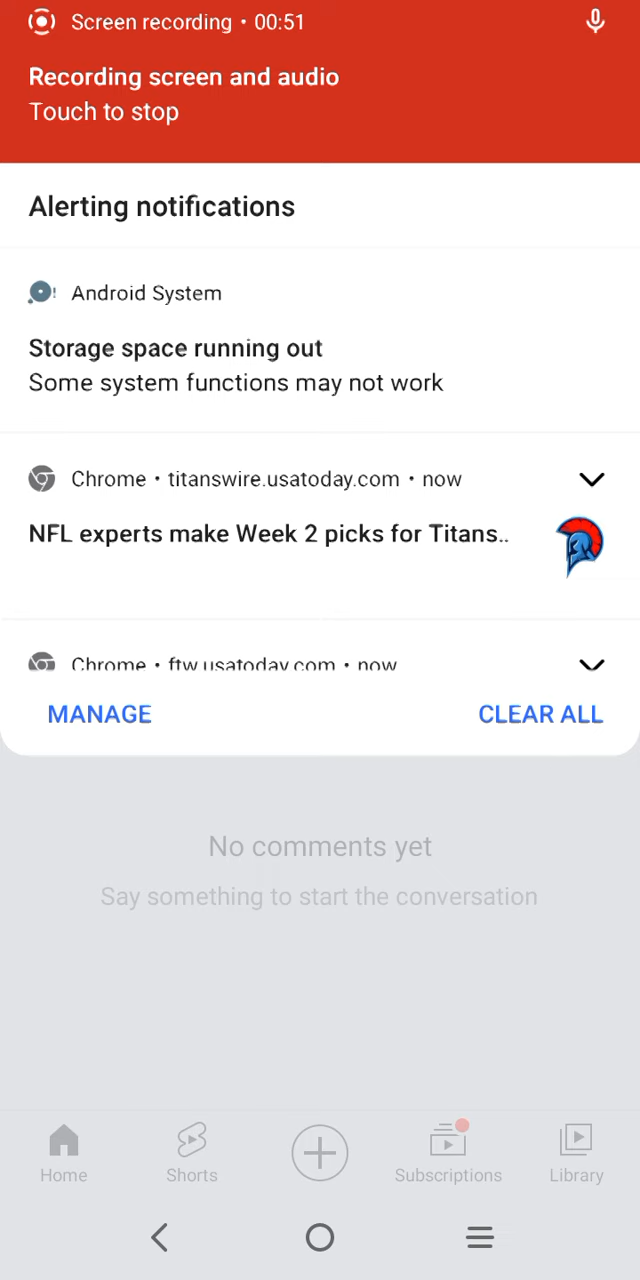 Screen recording • 00:51
Recording screen and audio
Touch to stop
Alerting notifications
Android System
Storage space running out
Some system functions may not work
Chrome • titanswire.usatoday.com • now
NFL experts make Week 2 picks for Titans..
Chrome • ftw.usatoday.com • now
MANAGE CLEAR ALL
No comments yet
Say something to start the conversation
Home Shorts Subscriptions Library